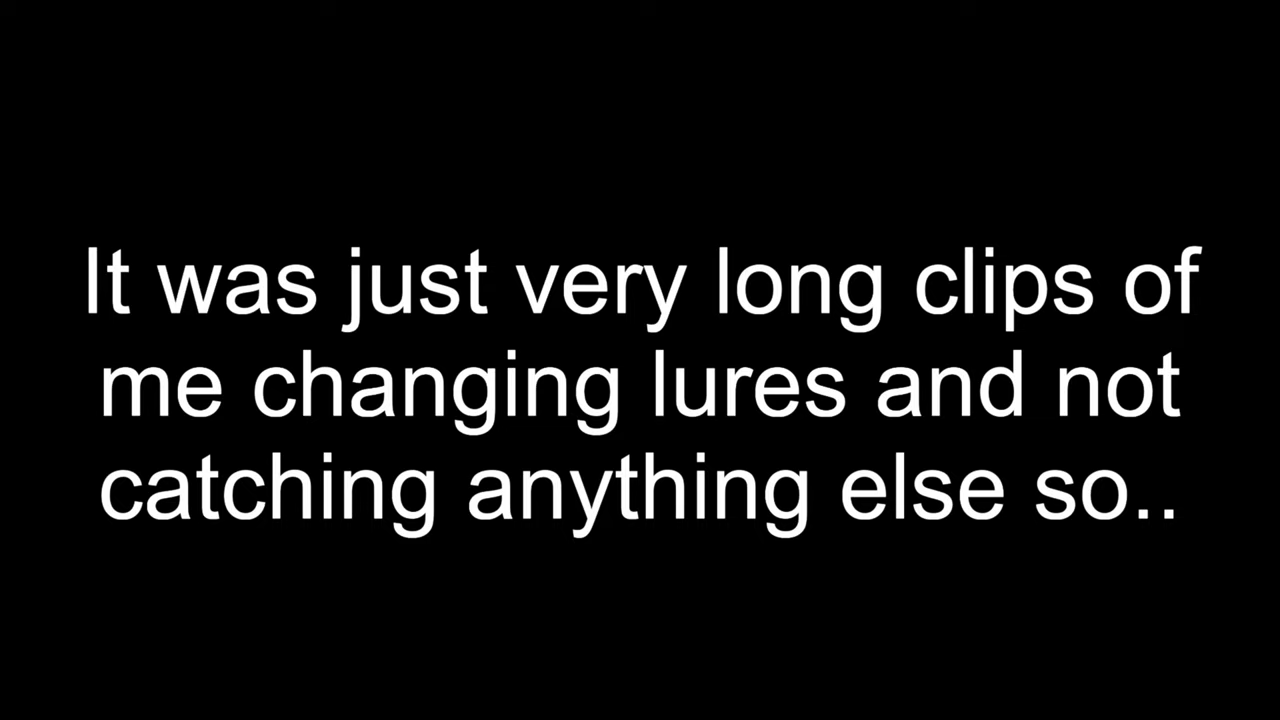 It was just very long clips of
me changing lures and not
catching anything else so..